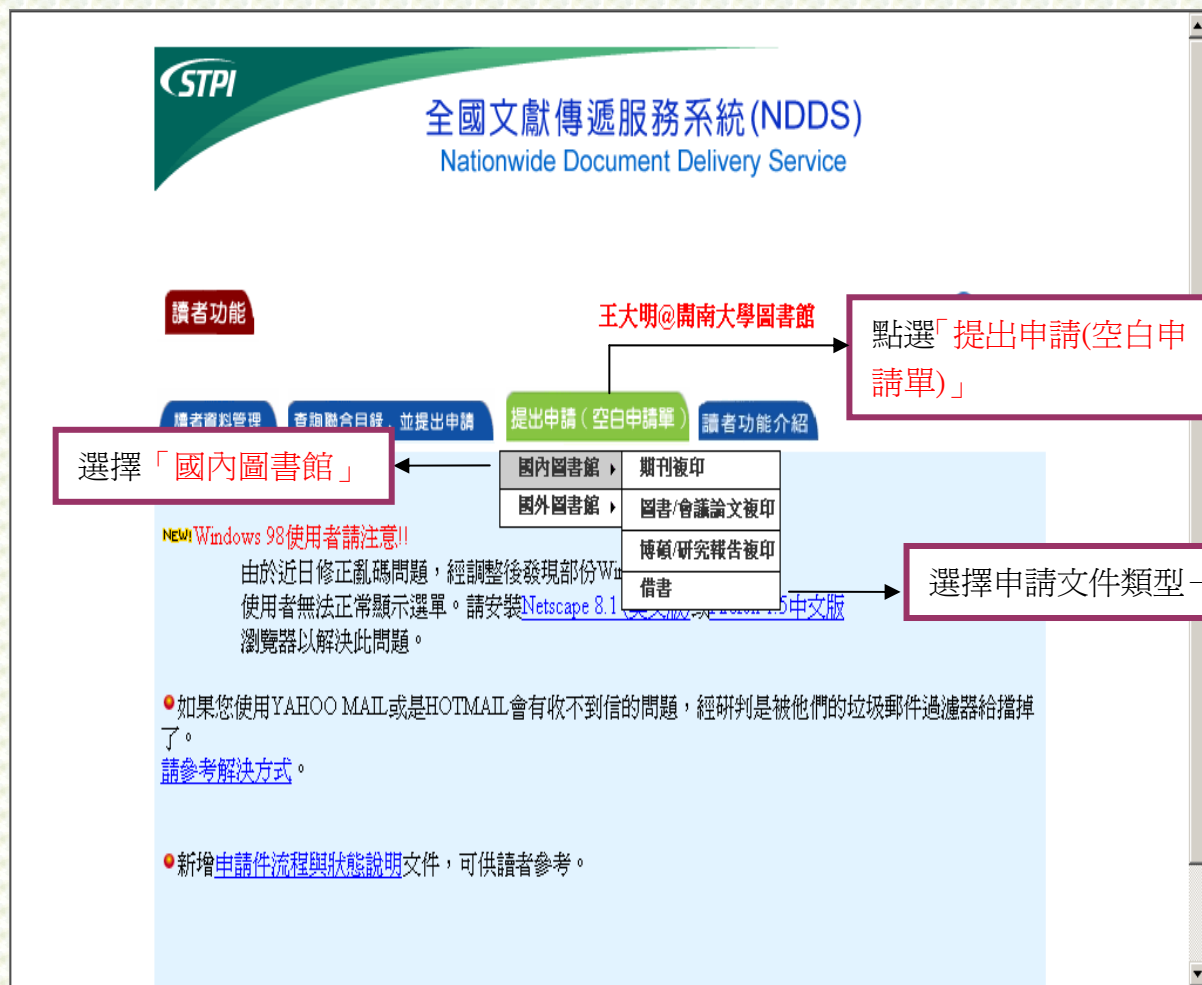 STPI
全國文獻傳遞服務系統(NDDS)
Nationwide Document Delivery Service
讀者功能
王大明@開南大學圖書館
點選「提出申請(空白申
請單)」
讀者資料管理
查詢聯合目錄，並提出申請
提出申請（空白申請單）
讀者功能介紹
選擇「國內圖書館」
國內圖書館
國外圖書館
期刊複印
圖書/會議論文複印
博碩/研究報告複印
借書
選擇申請文件類型－
NEW! Windows 98使用者請注意!!
由於近日修正亂碼問題，經調整後發現部份Wi
使用者無法正常顯示選單。請安裝Netscape 8.1 1.5中文版
瀏覽器以解決此問題。
如果您使用YAHOO MAIL或是HOTMAIL會有收不到信的問題，經研判是被他們的垃圾郵件過濾器給擋掉
了。
請參考解決方式。
新增申請件流程與狀態說明文件，可供讀者參考。